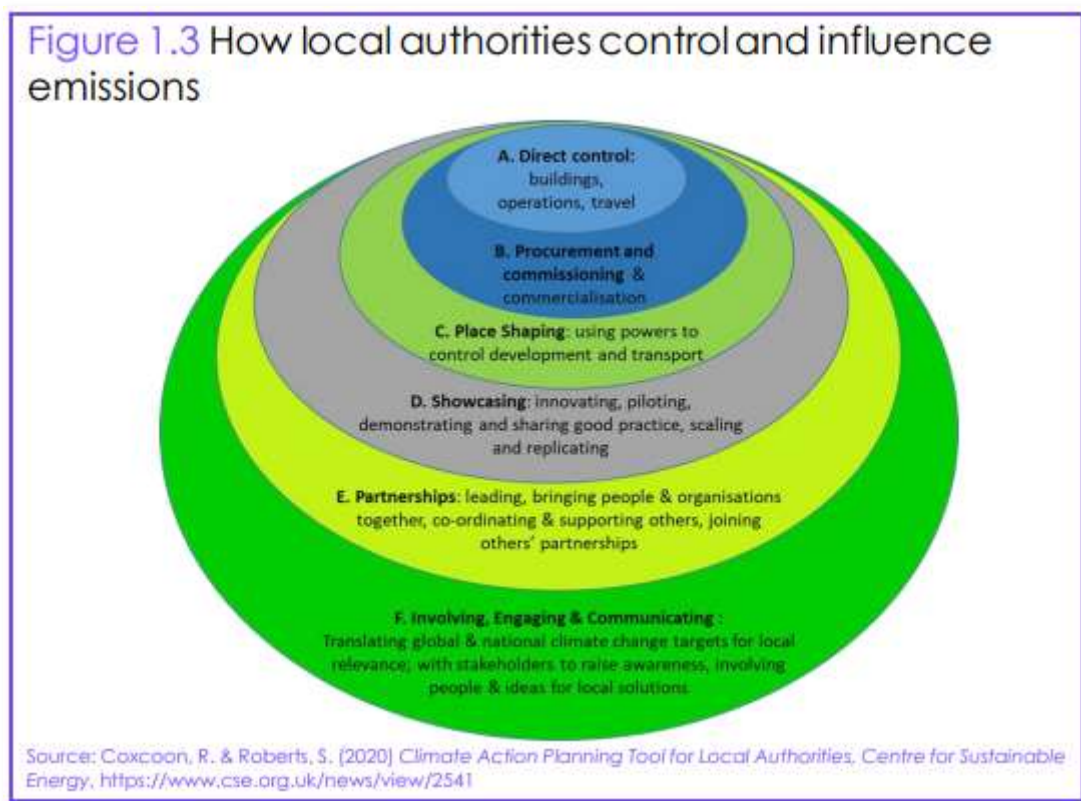 Figure 1.3 How local authorities control and influence
emissions
A. Direct control:
buildings,
operations, travel
B. Procurement and
commissioning &
commercialisation
C. Place Shaping: using powers to
control development and transport
D. Showcasing: innovating, piloting,
demonstrating and sharing good practice, scaling
and replicating
E. Partnerships: leading, bringing people & organisations
together, co-ordinating & supporting others, joining
others’ partnerships
F. Involving, Engaging & Communicating :
Translating global & national climate change targets for local
relevance; with stakeholders to raise awareness, involving
people & ideas for local solutions
Source: Coxcoon, R. & Roberts, S. (2020) Climate Action Planning Tool for Local Authorities, Centre for Sustainable
Energy, https://www.cse.org.uk/news/view/2541